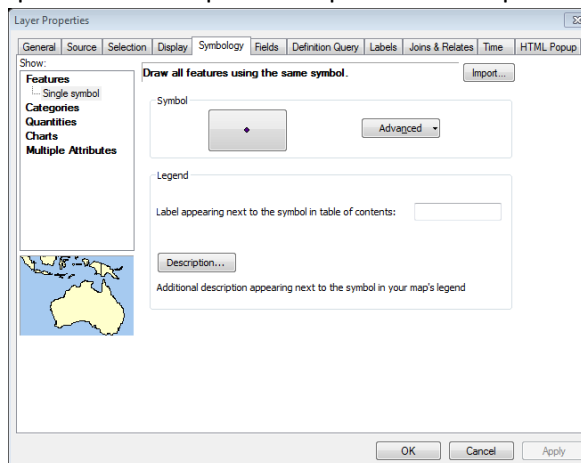 Layer Properties
General Source Selection Display Symbology Fields Definition Query Labels Joins & Relates Time HTML Popup
Show:
Features
Single symbol
Categories
Quantities
Charts
Multiple Attributes
Draw all features using the same symbol.
Import...
Symbol
Advanced
Legend
Label appearing next to the symbol in table of contents:
Description...
Additional description appearing next to the symbol in your map's legend
OK Cancel Apply